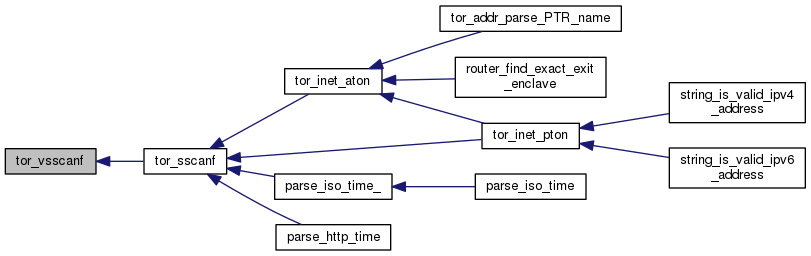 tor_addr_parse_PTR_name
tor_inet_aton
router_find_exact_exit
_enclave
string_is_valid_ipv4
_address
tor_inet_pton
tor_vsscanf
tor_sscanf
string_is_valid_ipv6
_address
parse_iso_time_
parse_iso_time
parse_http_time